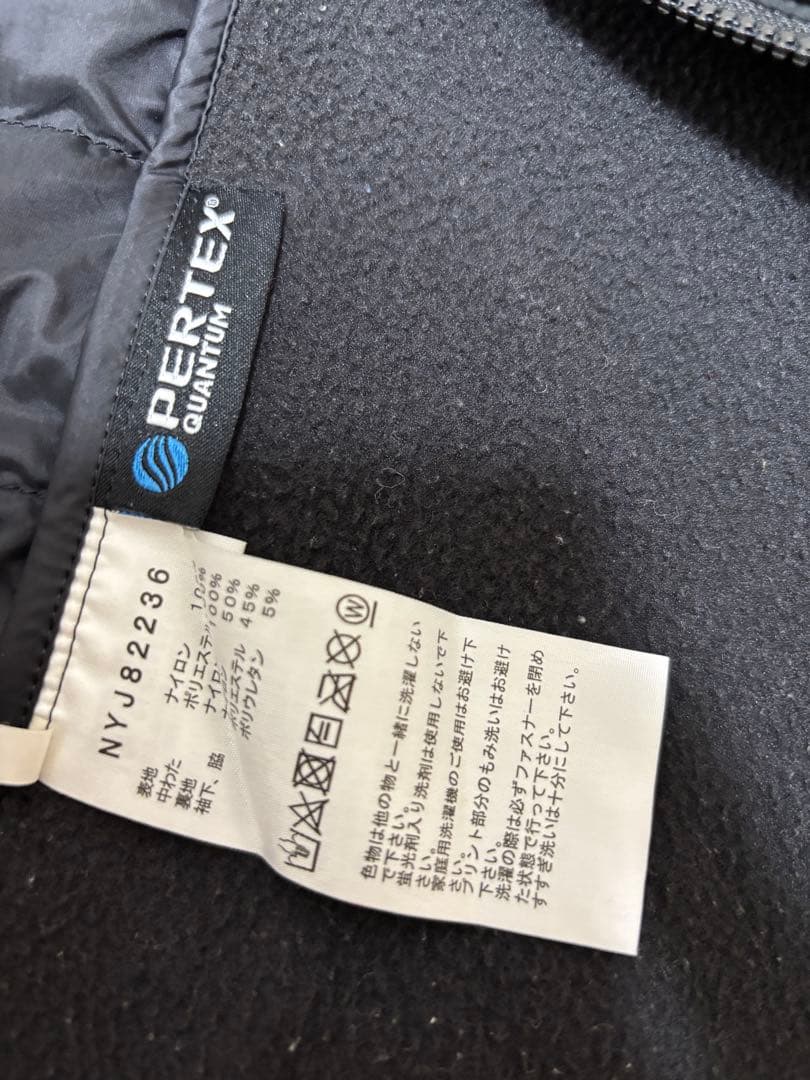 PERTEX®
QUANTUM
NYJ82236
表地 ナイロン
中わた ポリエステル 100%
裏地 ナイロン 50%
袖下、脇 ポリエステル 45%
ポリウレタン 5%
W
色物は他の物と一緒に洗濯しない
で下さい。
蛍光剤入り洗剤は使用しないで下
さい。
家庭用洗濯機のご使用はお避け下
さい。
プリント部分のもみ洗いはお避け
下さい。
洗濯の際は必ずファスナーを閉め
た状態で行って下さい。
すすぎ洗いは十分にして下さい。